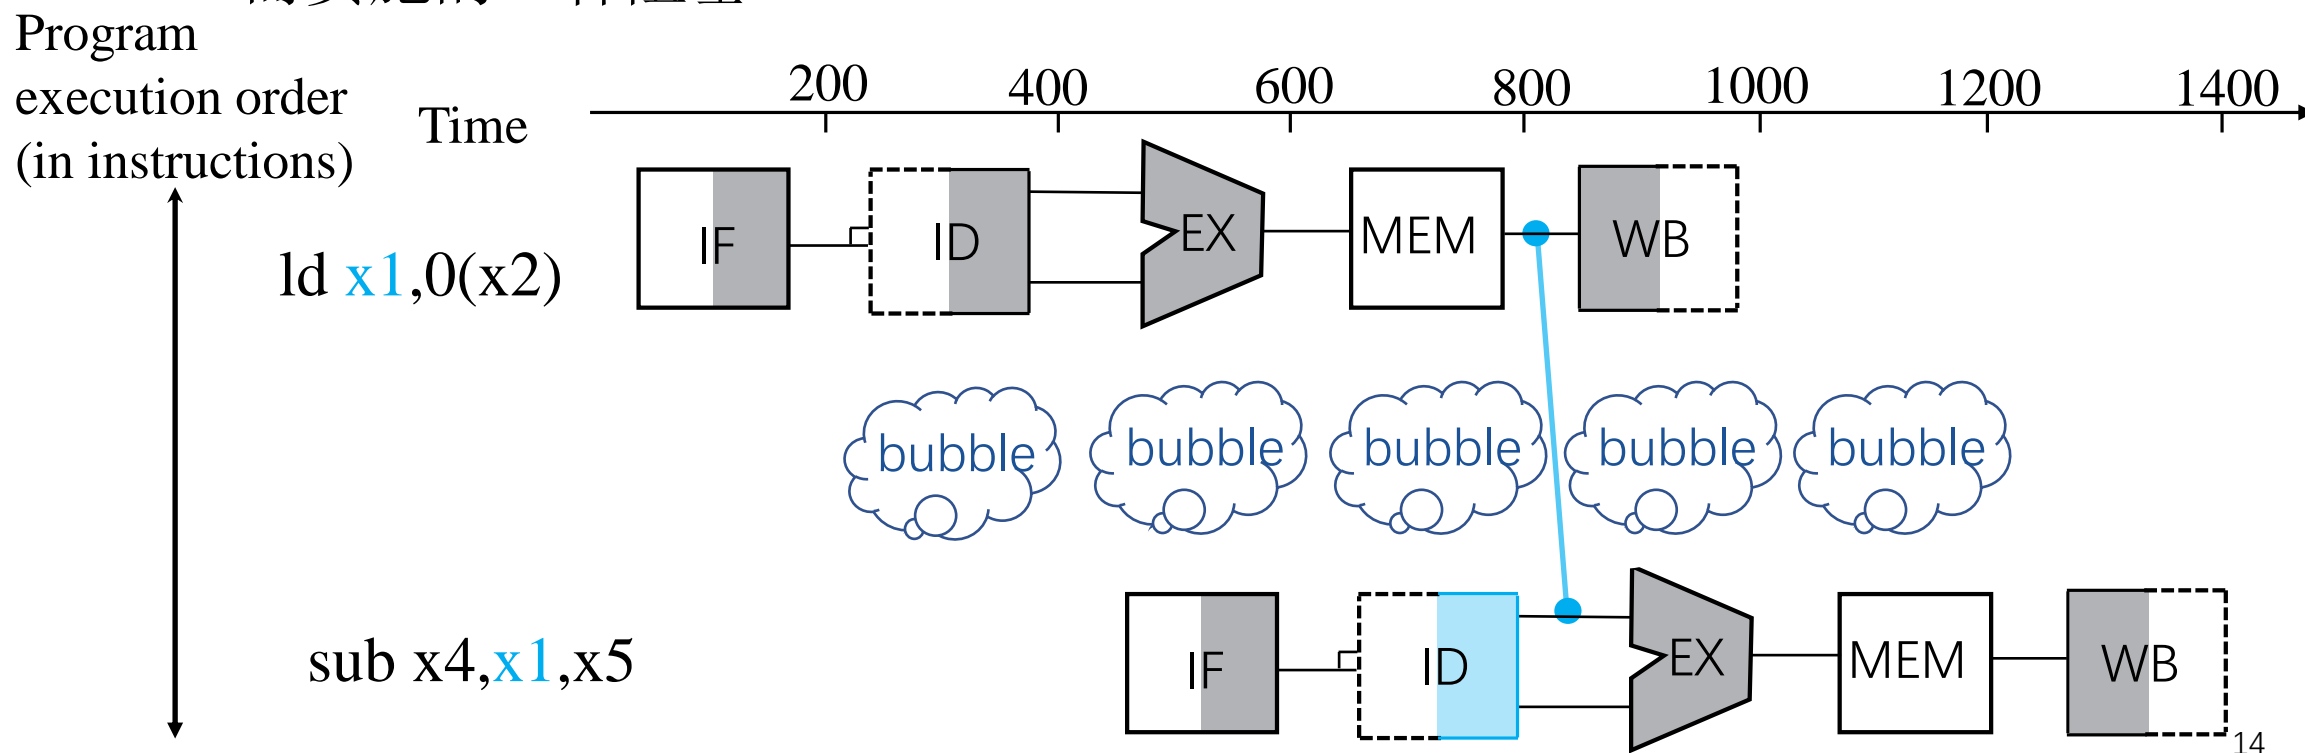 Program
execution order
(in instructions)
Time
200 400 600 800 1000 1200 1400
ld x1,0(x2)
IF ID EX MEM WB
bubble bubble bubble bubble bubble
sub x4,x1,x5
IF ID EX MEM WB
14